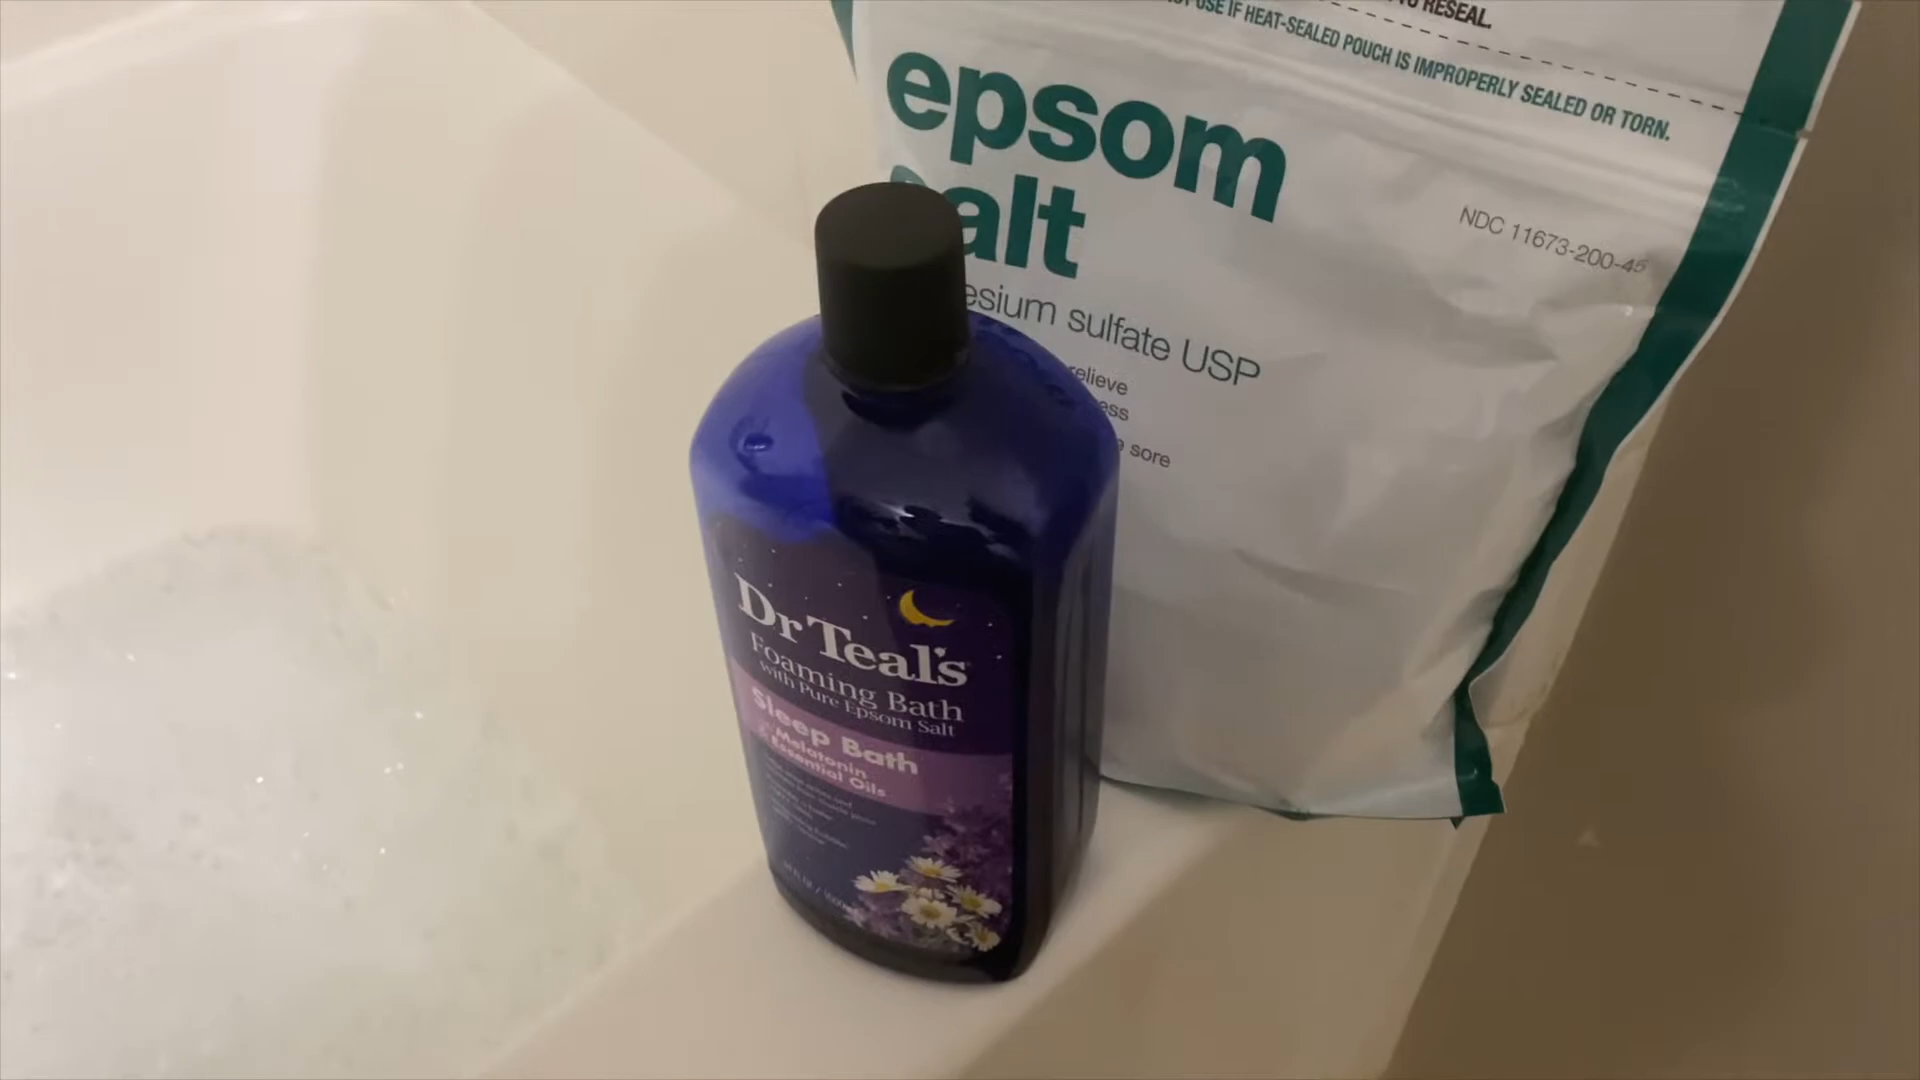 TO RESEAL.
USE IF HEAT-SEALED POUCH IS IMPROPERLY SEALED OR TORN.
epsom
salt
NDC 11673-200-45
esium sulfate USP
relieve
ess
sore
Dr Teal's
Foaming Bath
with Pure Epsom Salt
Sleep Bath
Melatonin
& Essential Oils